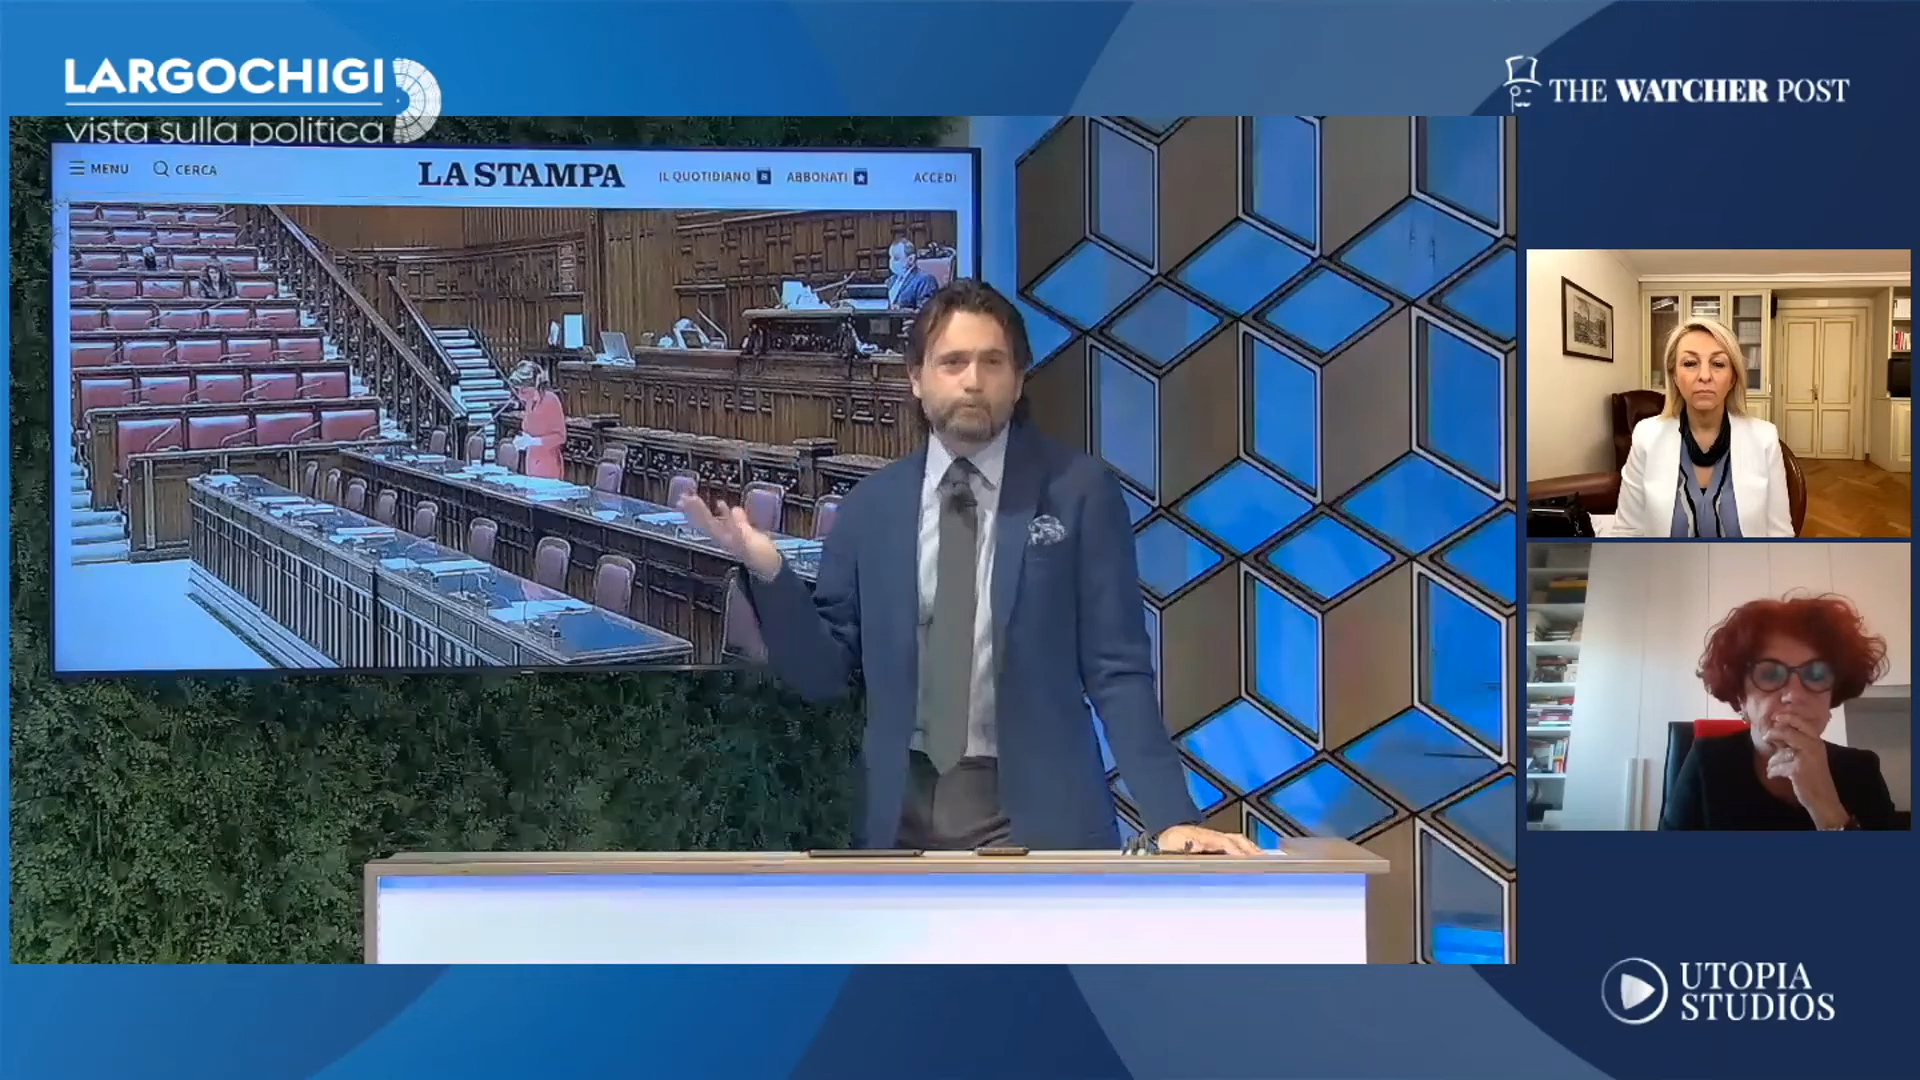 LARGOCHIGI
vista sulla politica
THE WATCHER POST
MENU
CERCA
LA STAMPA
IL QUOTIDIANO
ABBONATI
ACCEDI
UTOPIA
STUDIOS